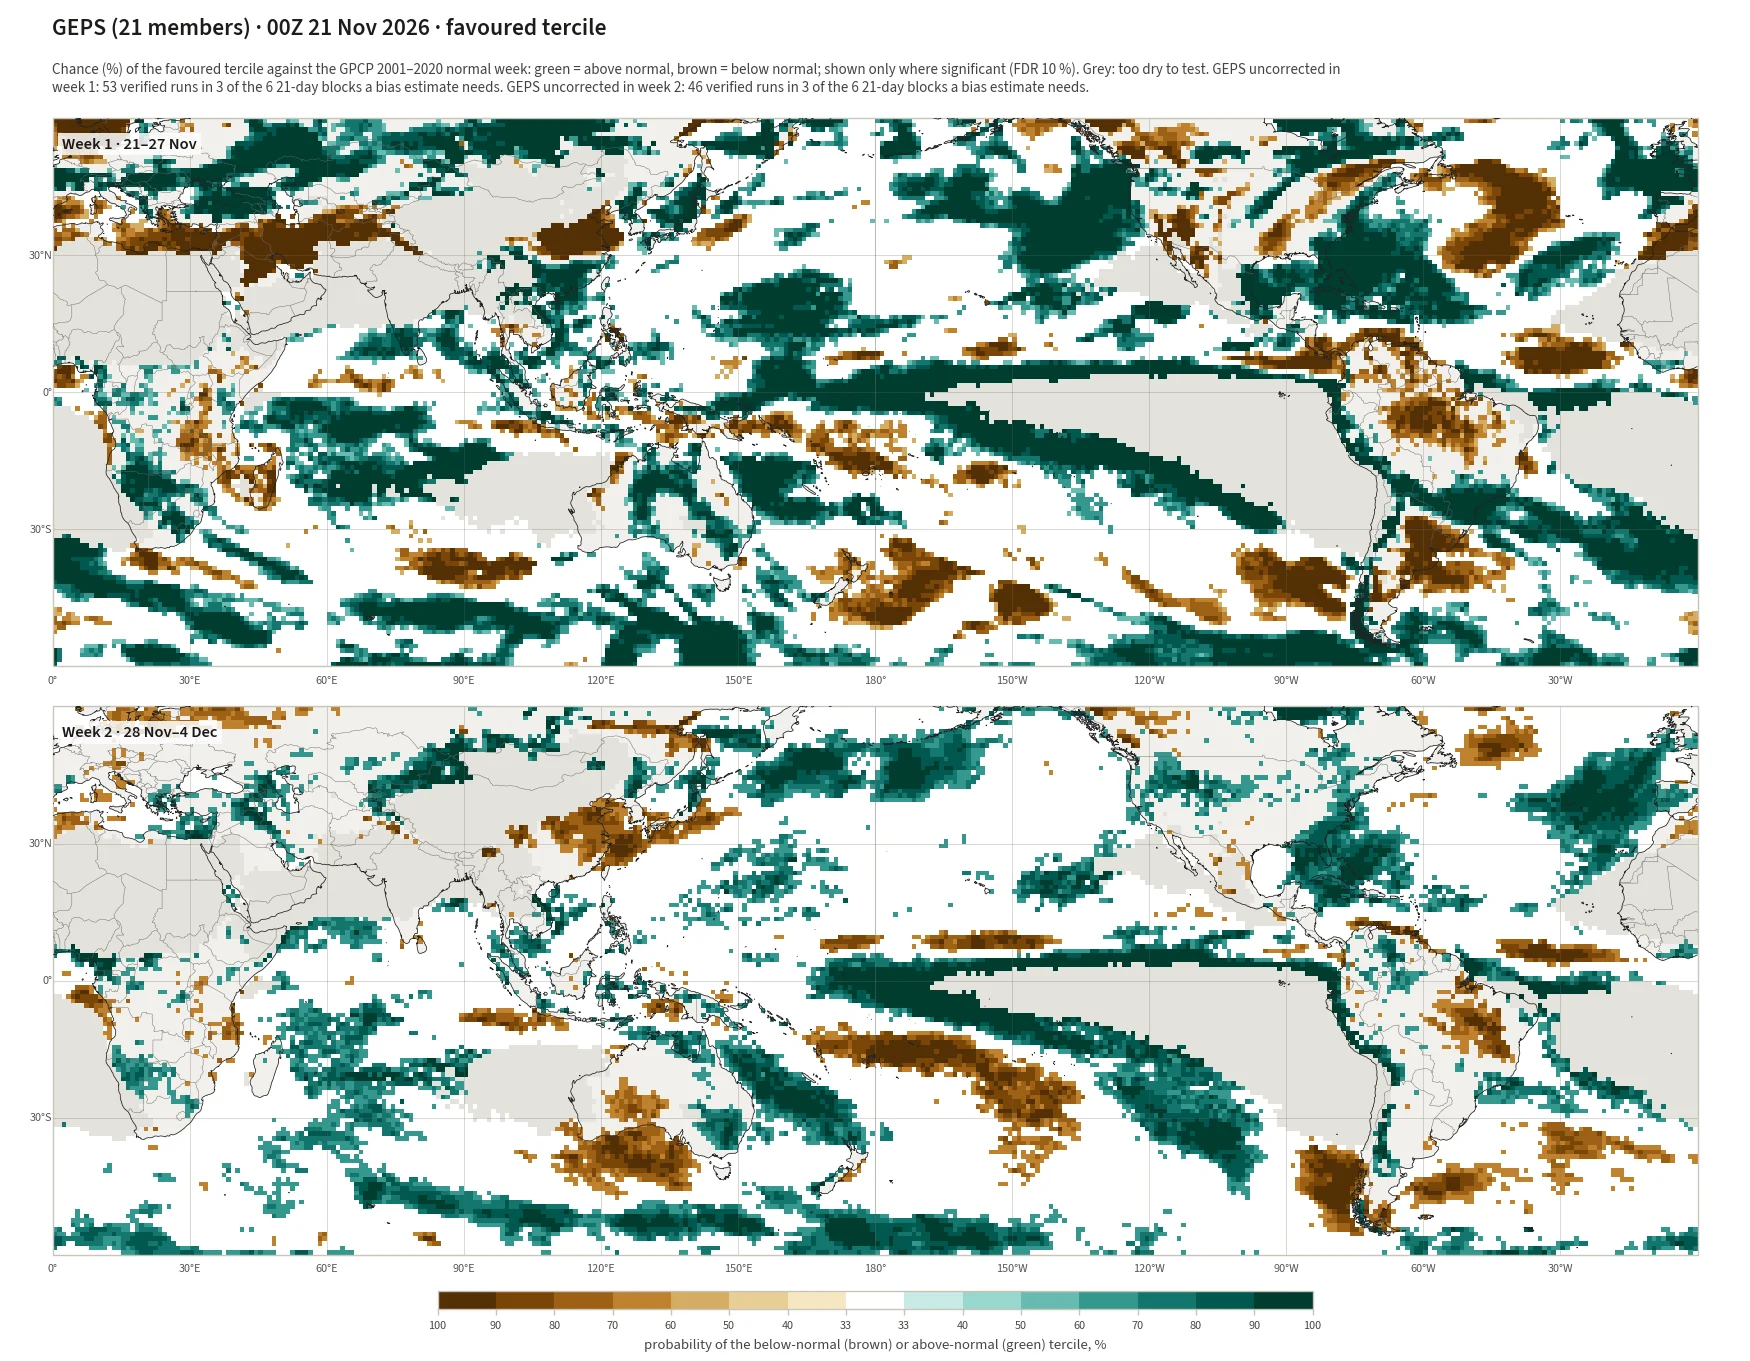 GEPS (21 members) · 00Z 21 Nov 2026 · favoured tercile
Chance (%) of the favoured tercile against the GPCP 2001–2020 normal week: green = above normal, brown = below normal; shown only where significant (FDR 10 %). Grey: too dry to test. GEPS uncorrected in
week 1: 53 verified runs in 3 of the 6 21-day blocks a bias estimate needs. GEPS uncorrected in week 2: 46 verified runs in 3 of the 6 21-day blocks a bias estimate needs.
Week 1 · 21–27 Nov
30°N
0°
30°S
0° 30°E 60°E 90°E 120°E 150°E 180° 150°W 120°W 90°W 60°W 30°W
Week 2 · 28 Nov–4 Dec
30°N
0°
30°S
0° 30°E 60°E 90°E 120°E 150°E 180° 150°W 120°W 90°W 60°W 30°W
100 90 80 70 60 50 40 33 33 40 50 60 70 80 90 100
probability of the below-normal (brown) or above-normal (green) tercile, %